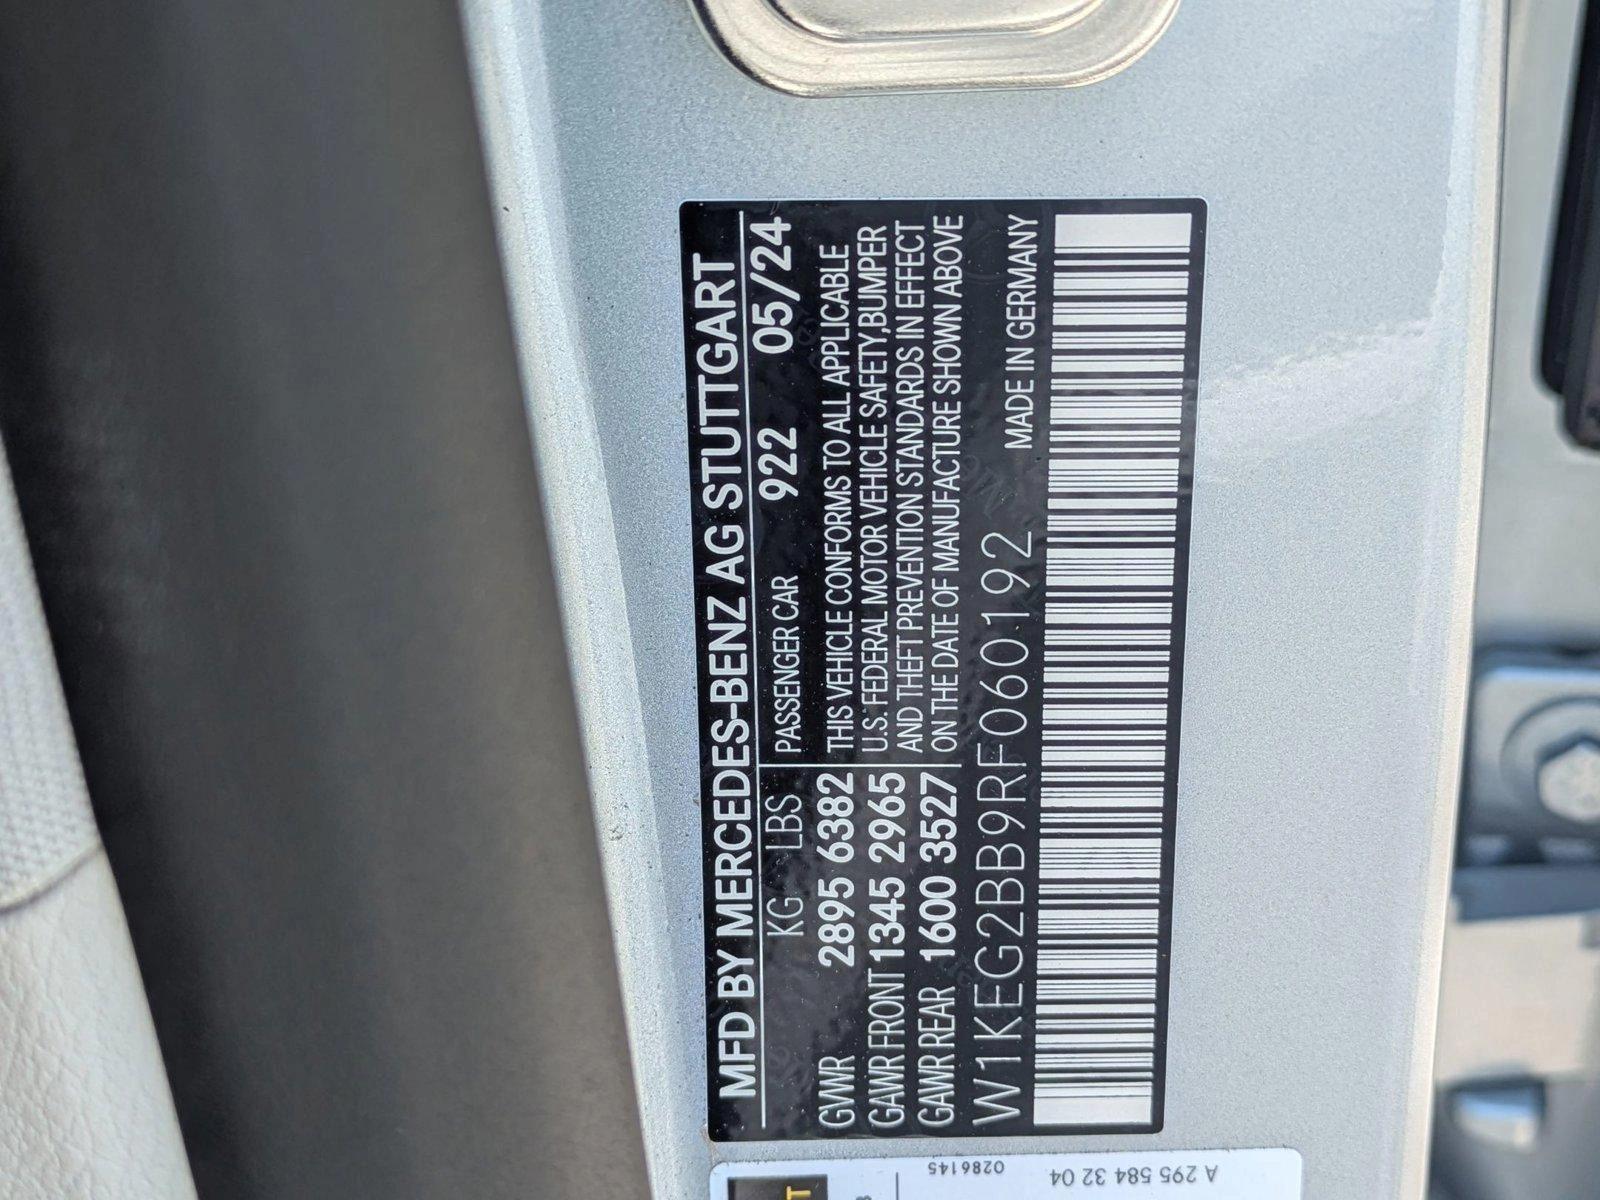 MFD BY MERCEDES-BENZ AG STUTTGART
KG LBS
GVWR 2895 6382
GAWR FRONT 1345 2965
GAWR REAR 1600 3527
PASSENGER CAR 922 05/24
THIS VEHICLE CONFORMS TO ALL APPLICABLE
U.S. FEDERAL MOTOR VEHICLE SAFETY,BUMPER
AND THEFT PREVENTION STANDARDS IN EFFECT
ON THE DATE OF MANUFACTURE SHOWN ABOVE
MADE IN GERMANY
W1KEG2BB9RF060192
0286145
A 295 584 32 04